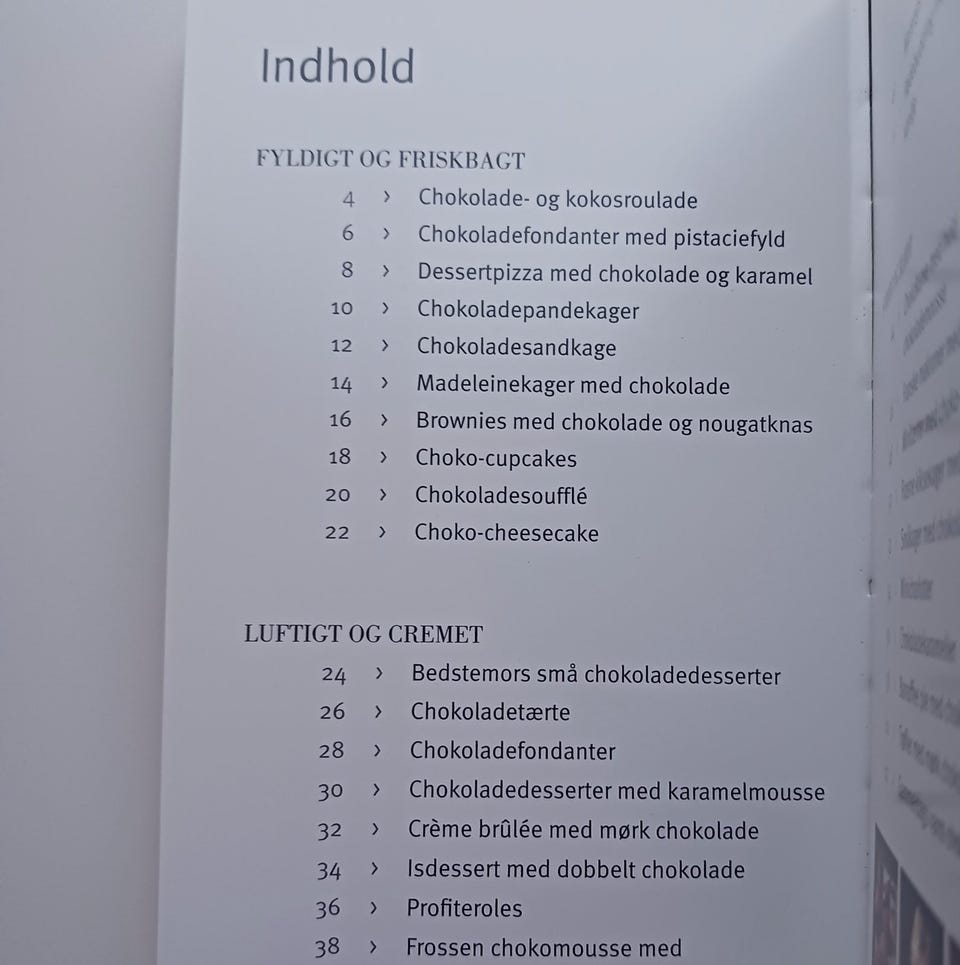 Indhold
FYLDIGT OG FRISKBAGT
4 › Chokolade- og kokosroulade
6 › Chokoladefondanter med pistaciefyld
8 › Dessertpizza med chokolade og karamel
10 › Chokoladepandekager
12 › Chokoladesandkage
14 › Madeleinekager med chokolade
16 › Brownies med chokolade og nougatknas
18 › Choko-cupcakes
20 › Chokoladesoufflé
22 › Choko-cheesecake
LUFTIGT OG CREMET
24 › Bedstemors små chokoladedesserter
26 › Chokoladetærte
28 › Chokoladefondanter
30 › Chokoladedesserter med karamelmousse
32 › Crème brûlée med mørk chokolade
34 › Isdessert med dobbelt chokolade
36 › Profiteroles
38 › Frossen chokomousse med